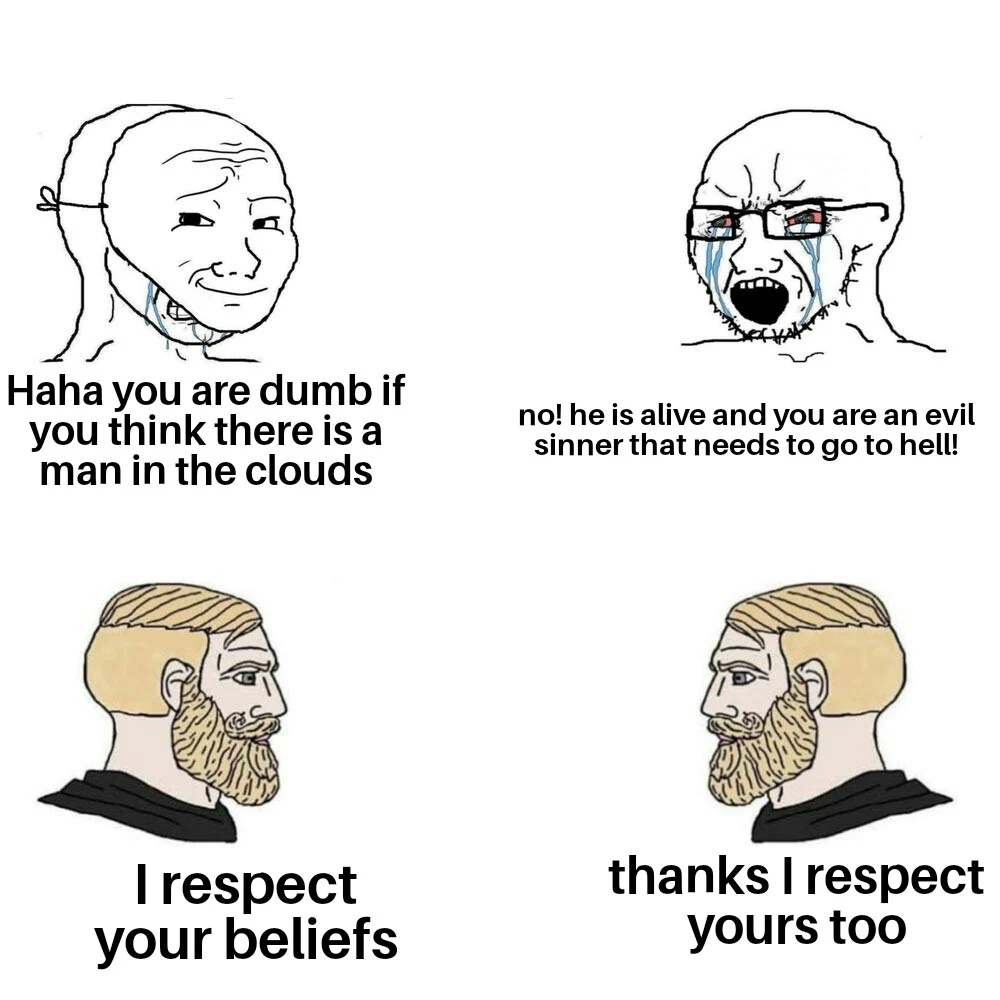 Haha you are dumb if
you think there is a
man in the clouds
no! he is alive and you are an evil
sinner that needs to go to hell!
I respect
your beliefs
thanks I respect
yours too